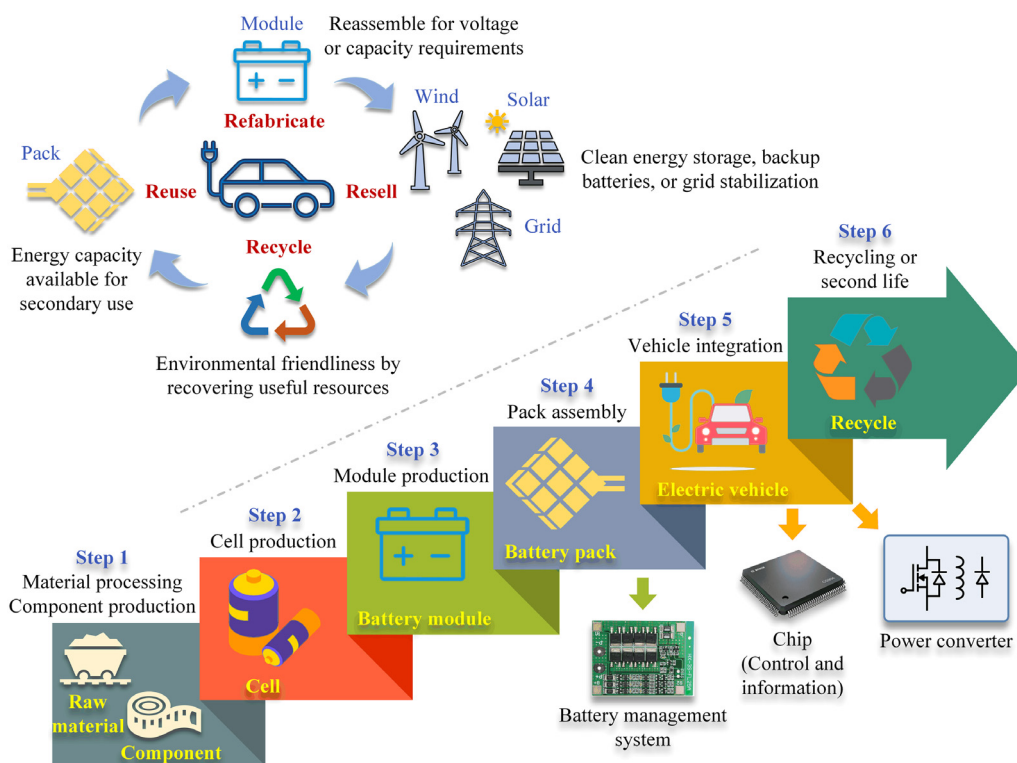 Module
Reassemble for voltage
or capacity requirements
Refabricate
Wind
Solar
Pack
Reuse
Resell
Clean energy storage, backup
batteries, or grid stabilization
Grid
Recycle
Energy capacity
available for
secondary use
Environmental friendliness by
recovering useful resources
Step 1
Material processing
Component production
Raw
material
Component
Step 2
Cell production
Cell
Step 3
Module production
Battery module
Step 4
Pack assembly
Battery pack
Battery management
system
Step 5
Vehicle integration
Electric vehicle
Chip
(Control and
information)
Power converter
Step 6
Recycling or
second life
Recycle